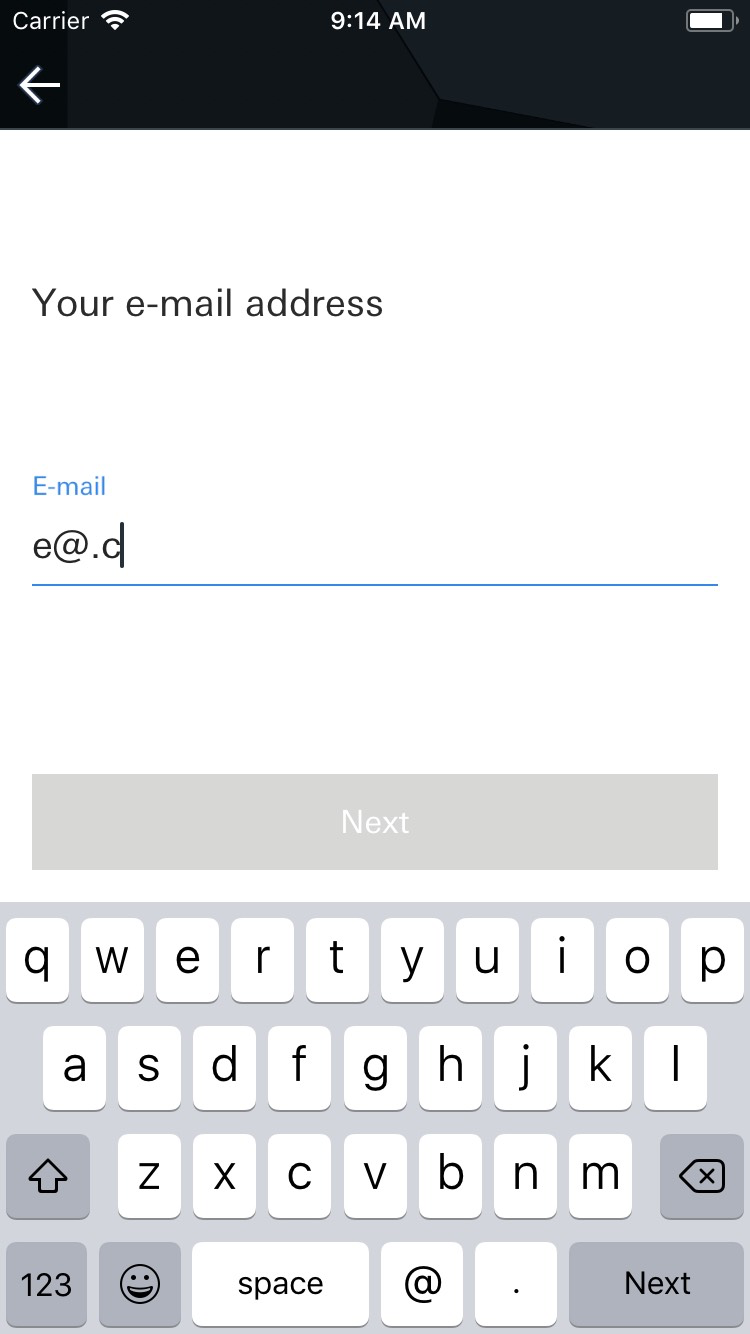 Carrier 9:14 AM
Your e-mail address
E-mail
e@.c
Next
q w e r t y u i o p
a s d f g h j k l
z x c v b n m
123 space @ . Next